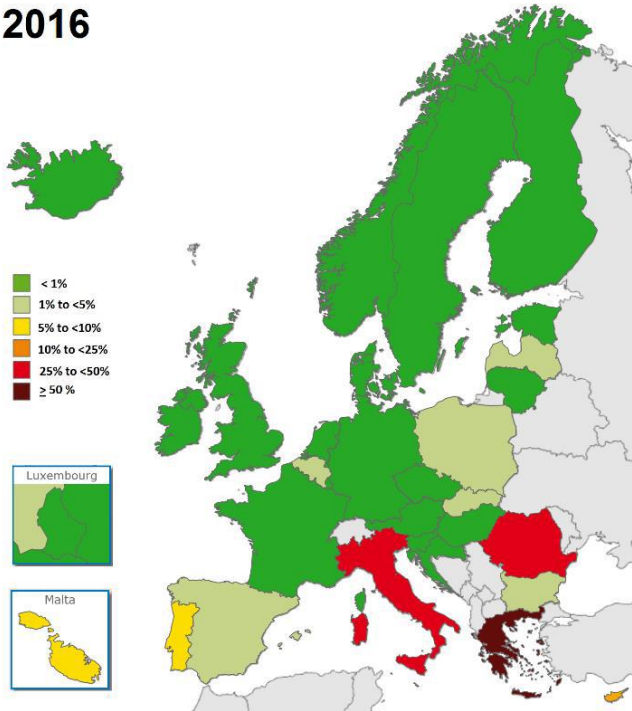 2016
< 1%
1% to <5%
5% to <10%
10% to <25%
25% to <50%
≥ 50 %
Luxembourg
Malta